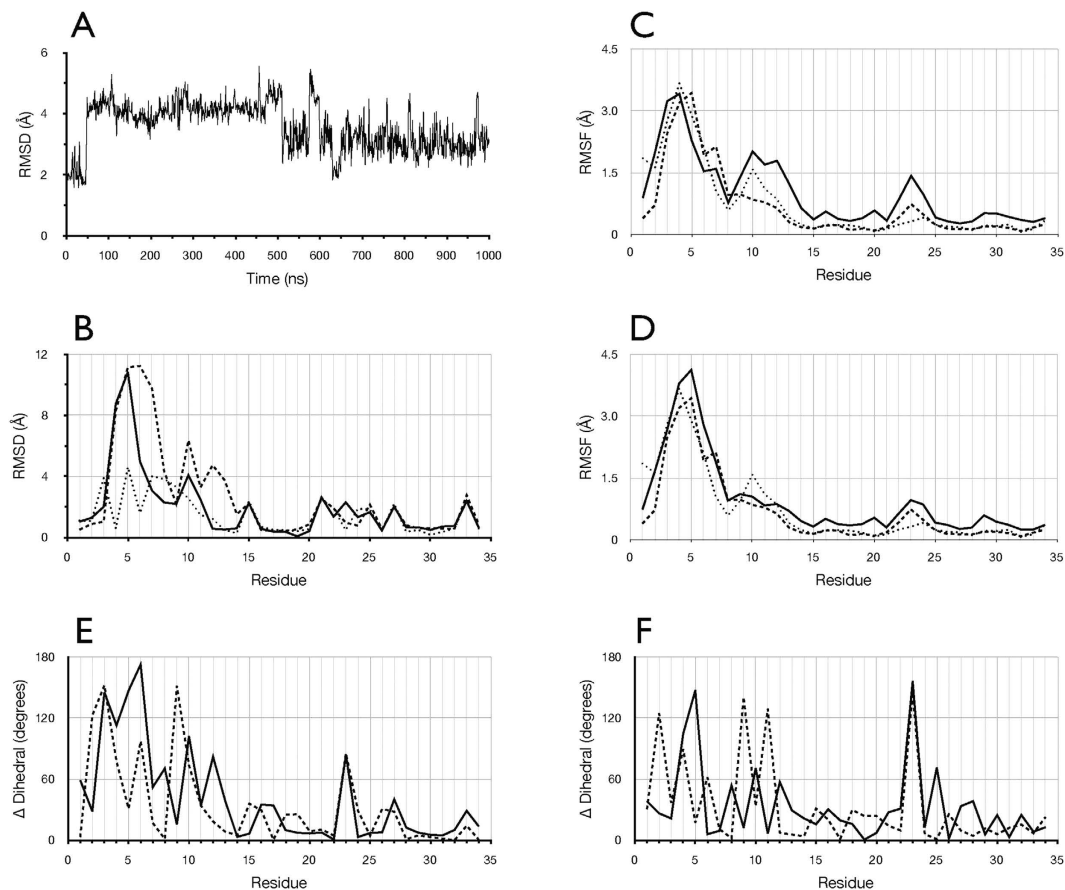 A
RMSD (Å)
6
4
2
0
0 100 200 300 400 500 600 700 800 900 1000
Time (ns)
C
RMSF (Å)
4.5
3.0
1.5
0
0 5 10 15 20 25 30 35
Residue
B
RMSD (Å)
12
8
4
0
0 5 10 15 20 25 30 35
Residue
D
RMSF (Å)
4.5
3.0
1.5
0
0 5 10 15 20 25 30 35
Residue
E
Δ Dihedral (degrees)
180
120
60
0
0 5 10 15 20 25 30 35
Residue
F
Δ Dihedral (degrees)
180
120
60
0
0 5 10 15 20 25 30 35
Residue